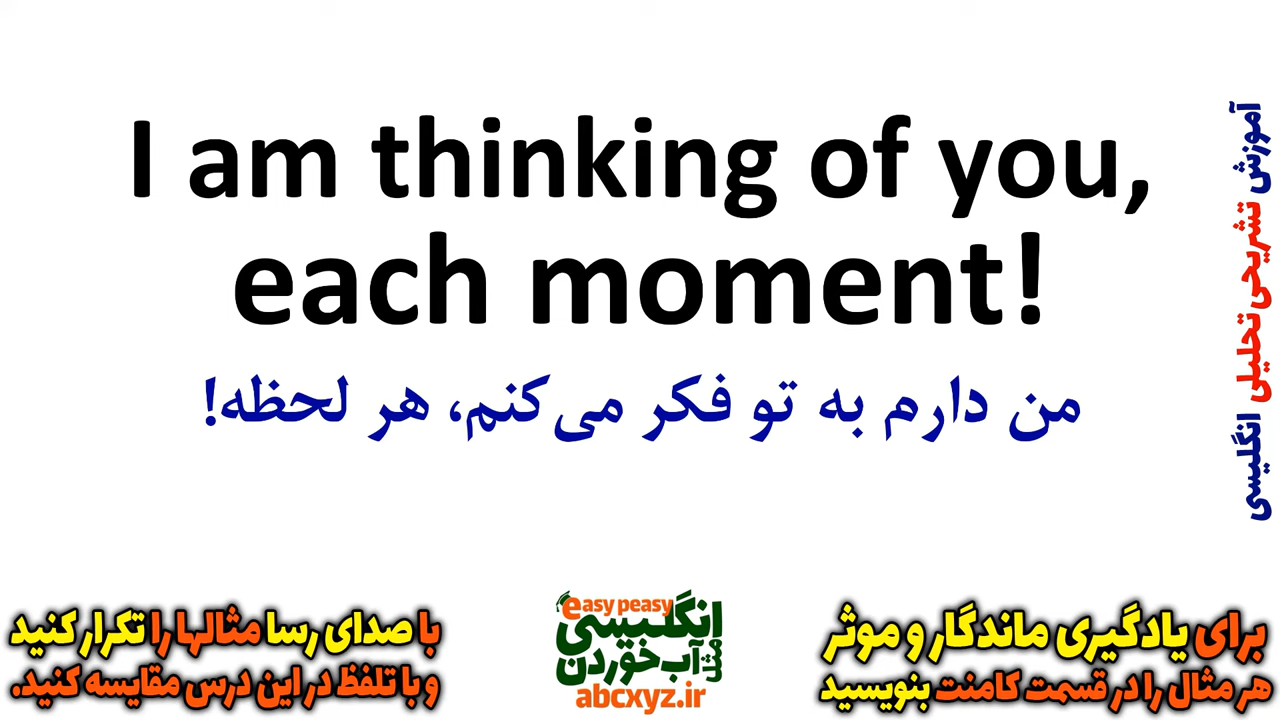 I am thinking of you,
each moment!
من دارم به تو فکر می‌کنم، هر لحظه!
آموزش تشریحی تحلیلی انگلیسی
برای یادگیری ماندگار و موثر
هر مثال را در قسمت کامنت بنویسید
easy peasy
انگلیسی
مثل آب خوردن
abcxyz.ir
با صدای رسا مثالها را تکرار کنید
و با تلفظ در این درس مقایسه کنید.